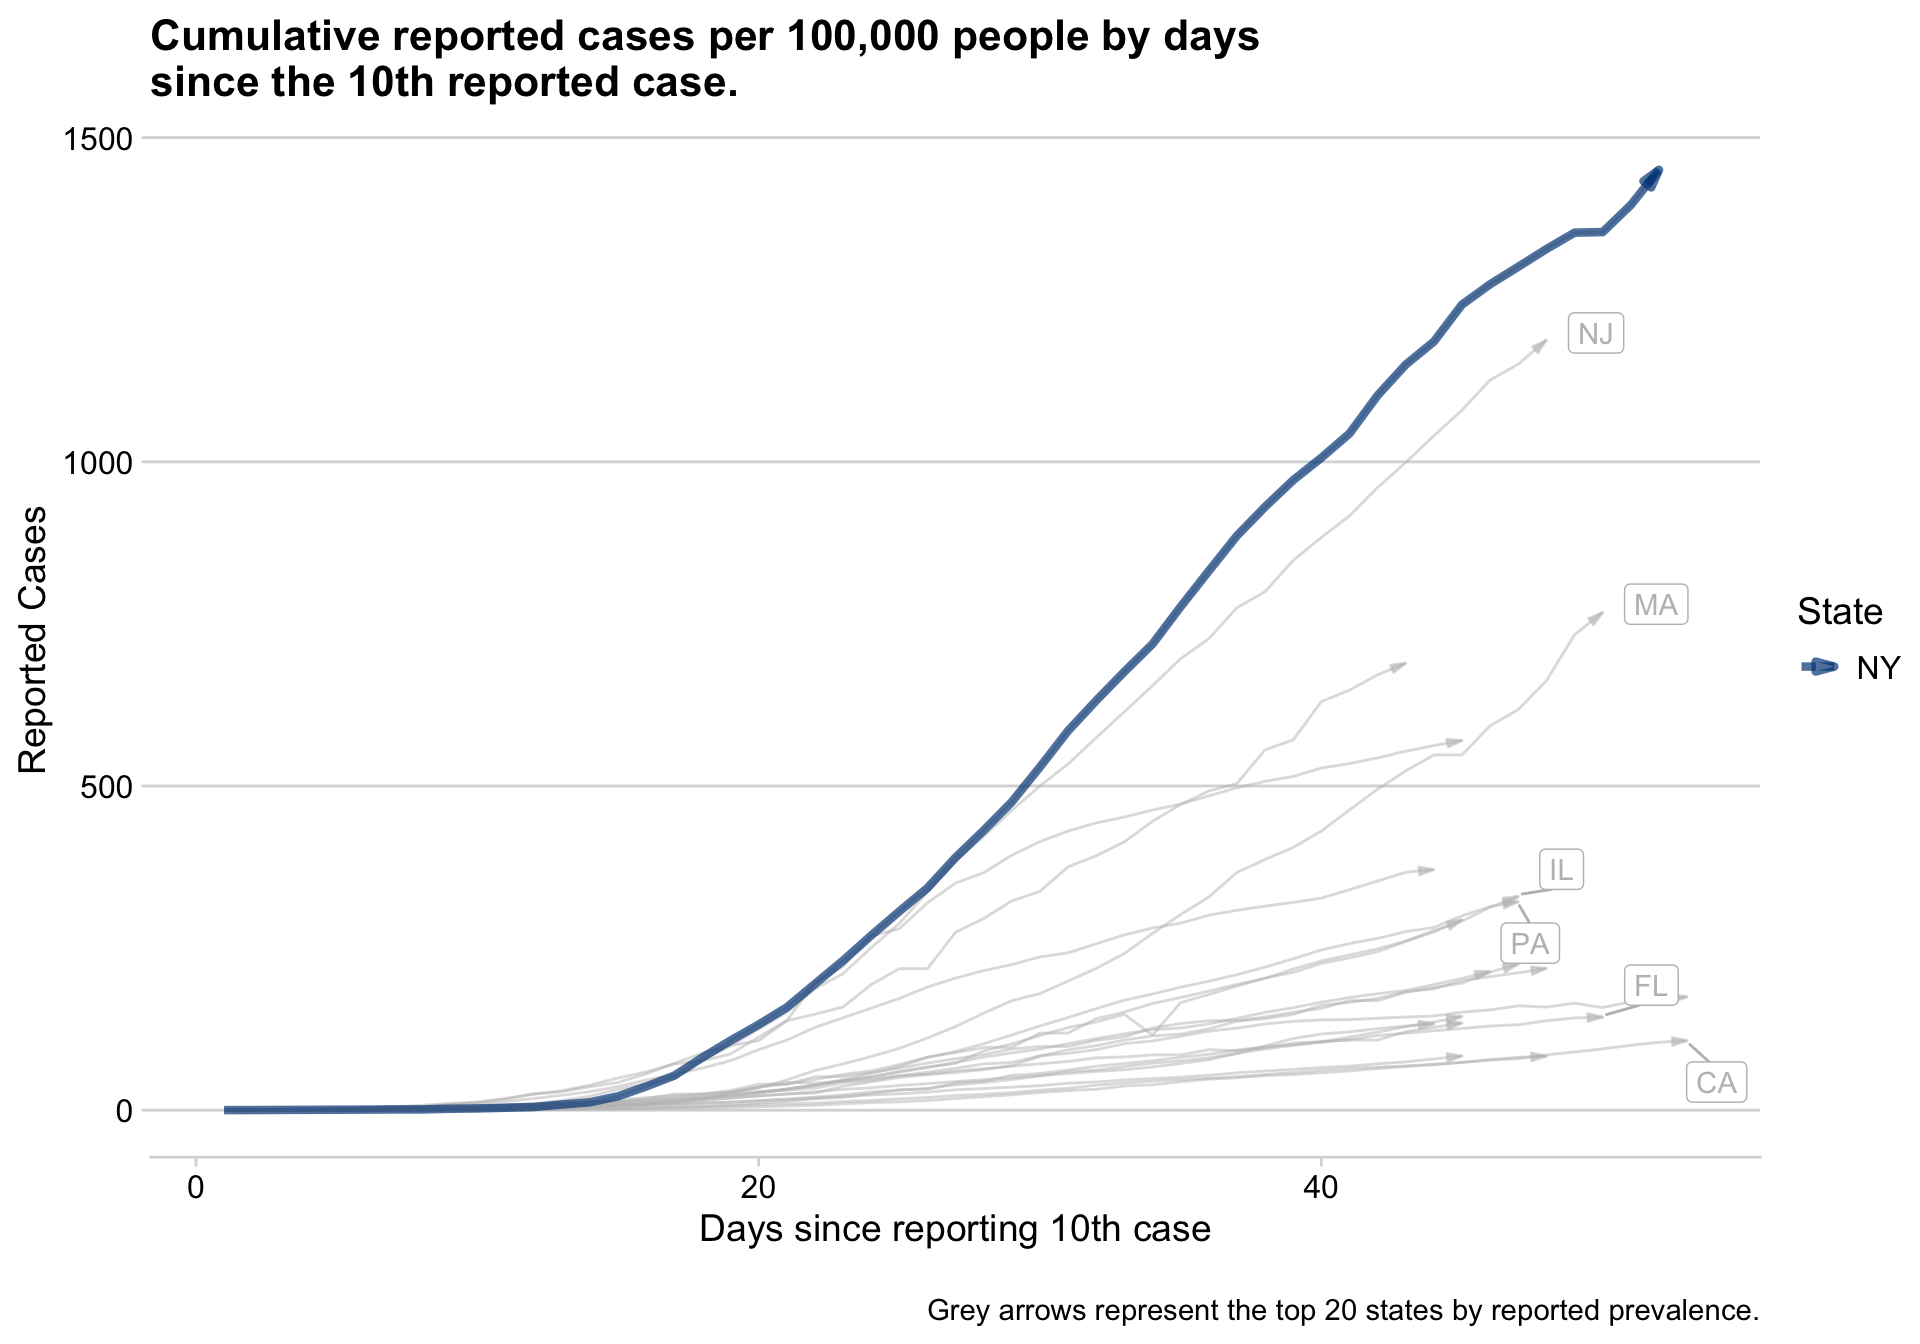 Cumulative reported cases per 100,000 people by days
since the 10th reported case.
1500
1000
500
0
Reported Cases
NJ
MA
IL
PA
FL
CA
State
NY
0
20
40
Days since reporting 10th case
Grey arrows represent the top 20 states by reported prevalence.